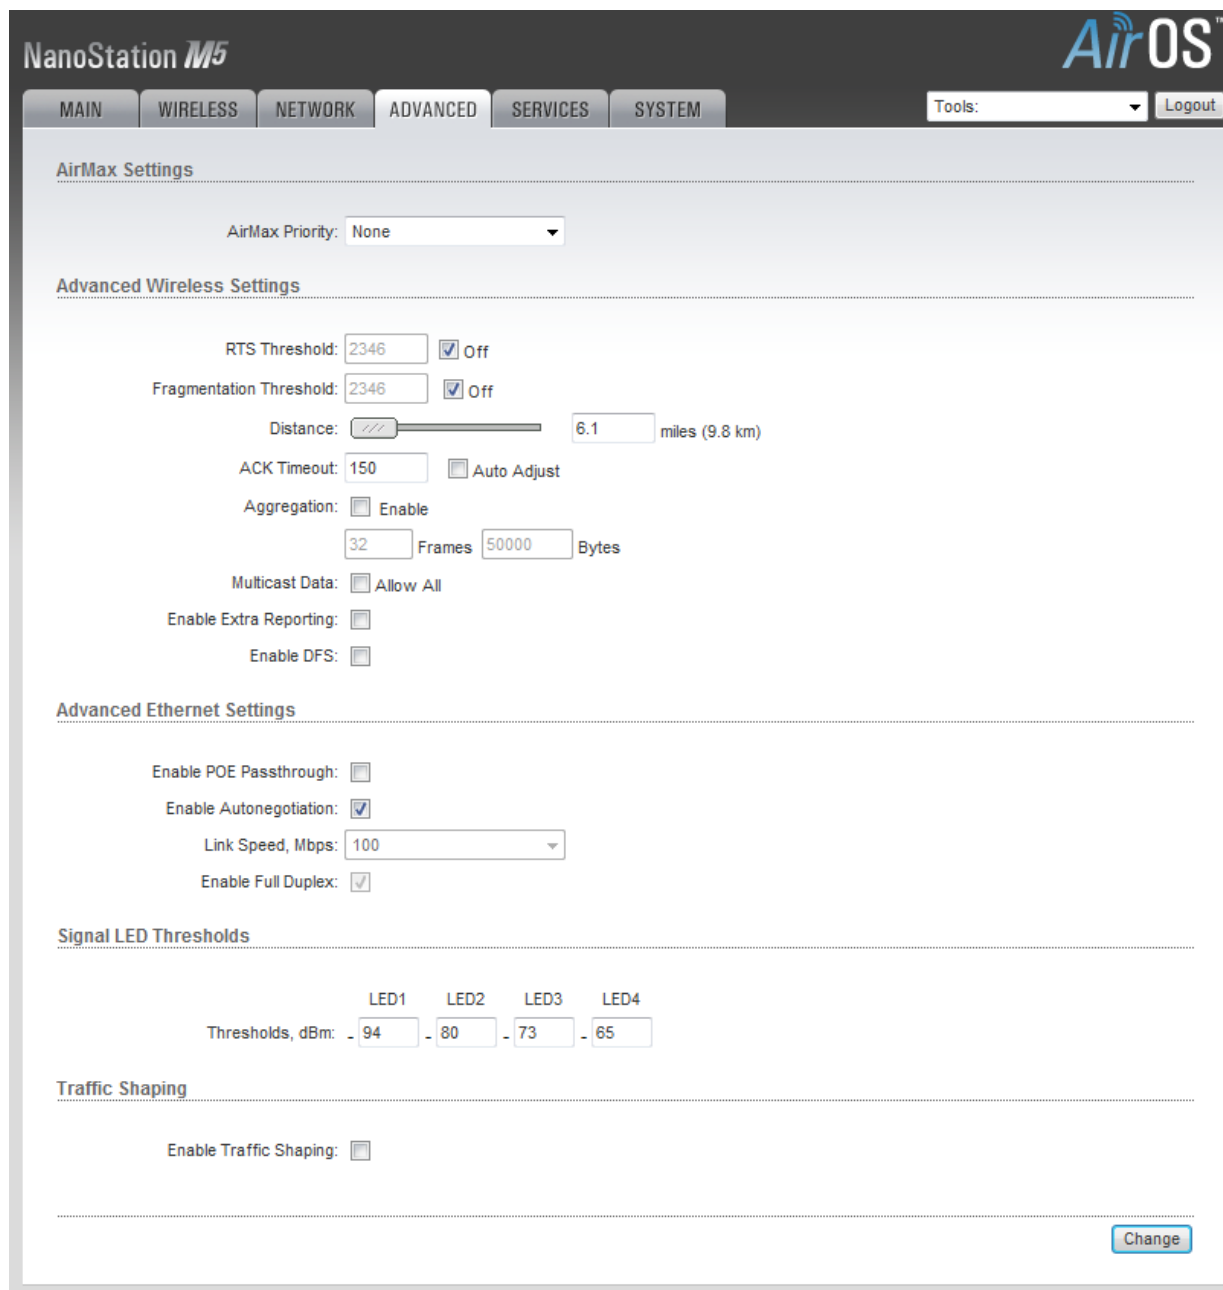 NanoStation M5
AirOS™
MAIN WIRELESS NETWORK ADVANCED SERVICES SYSTEM Tools: Logout
AirMax Settings
AirMax Priority: None
Advanced Wireless Settings
RTS Threshold: 2346 Off
Fragmentation Threshold: 2346 Off
Distance: 6.1 miles (9.8 km)
ACK Timeout: 150 Auto Adjust
Aggregation: Enable
32 Frames 50000 Bytes
Multicast Data: Allow All
Enable Extra Reporting:
Enable DFS:
Advanced Ethernet Settings
Enable POE Passthrough:
Enable Autonegotiation:
Link Speed, Mbps: 100
Enable Full Duplex:
Signal LED Thresholds
LED1 LED2 LED3 LED4
Thresholds, dBm: - 94 - 80 - 73 - 65
Traffic Shaping
Enable Traffic Shaping:
Change